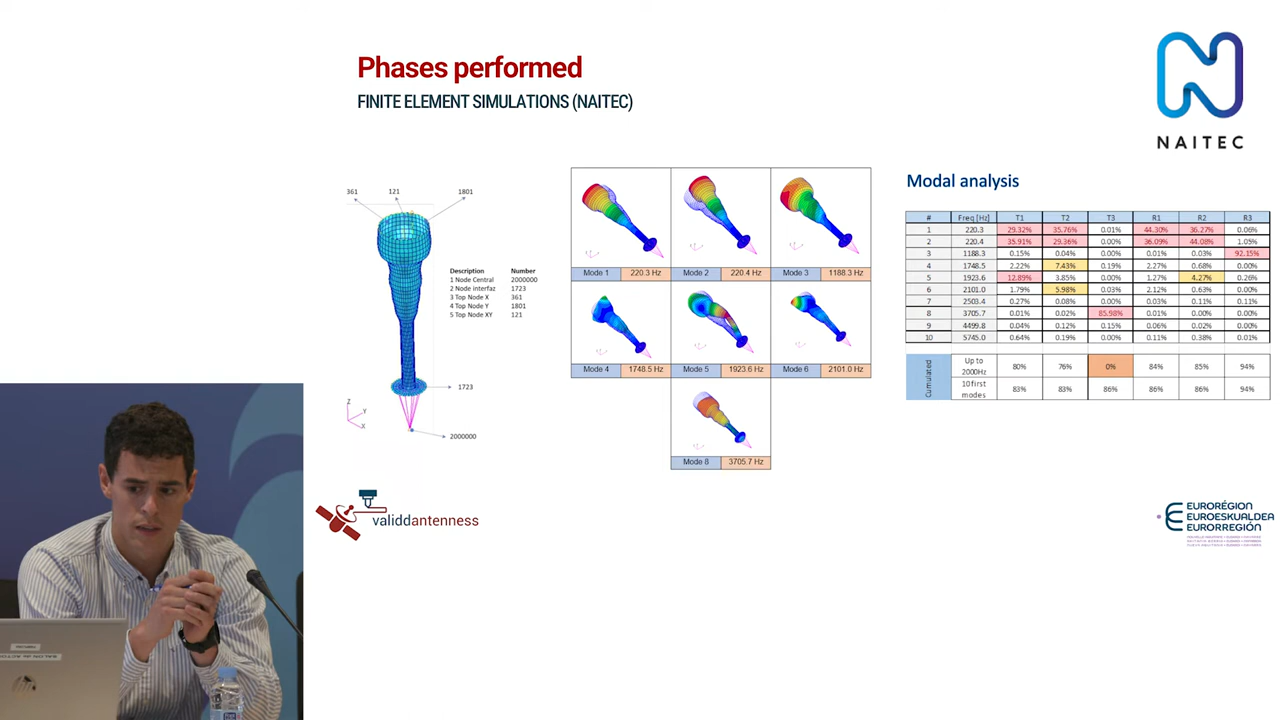 Phases performed
FINITE ELEMENT SIMULATIONS (NAITEC)
NAITEC
361 121 1801
Description Number
1 Node Central 2000000
2 Node interfaz 1723
3 Top Node X 361
4 Top Node Y 1801
5 Top Node XY 121
1723
2000000
Z
Y
X
Mode 1 220.3 Hz Mode 2 220.4 Hz Mode 3 1188.3 Hz
Mode 4 1748.5 Hz Mode 5 1923.6 Hz Mode 6 2101.0 Hz
Mode 8 3705.7 Hz
Modal analysis
# Freq [Hz] T1 T2 T3 R1 R2 R3
1 220.3 29.32% 35.76% 0.01% 44.30% 36.27% 0.06%
2 220.4 35.91% 29.36% 0.00% 36.09% 44.08% 1.05%
3 1188.3 0.15% 0.04% 0.00% 0.01% 0.03% 92.15%
4 1748.5 2.22% 7.43% 0.19% 2.27% 0.68% 0.00%
5 1923.6 12.89% 3.85% 0.00% 1.27% 4.27% 0.26%
6 2101.0 1.79% 5.98% 0.03% 2.12% 0.63% 0.00%
7 2503.4 0.27% 0.08% 0.00% 0.03% 0.11% 0.11%
8 3705.7 0.01% 0.02% 85.98% 0.01% 0.00% 0.00%
9 4499.8 0.04% 0.12% 0.15% 0.06% 0.02% 0.00%
10 5745.0 0.64% 0.19% 0.00% 0.11% 0.38% 0.01%
Cumulated
Up to 2000Hz 80% 76% 0% 84% 85% 94%
10 first modes 83% 83% 86% 86% 86% 94%
validdantenness
EURORÉGION
EUROESKUALDEA
EURORREGIÓN